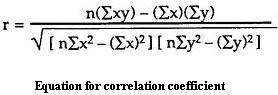 r = n(Σxy) – (Σx)(Σy) / √[ nΣx² – (Σx)² ] [ nΣy² – (Σy)² ]
Equation for correlation coefficient